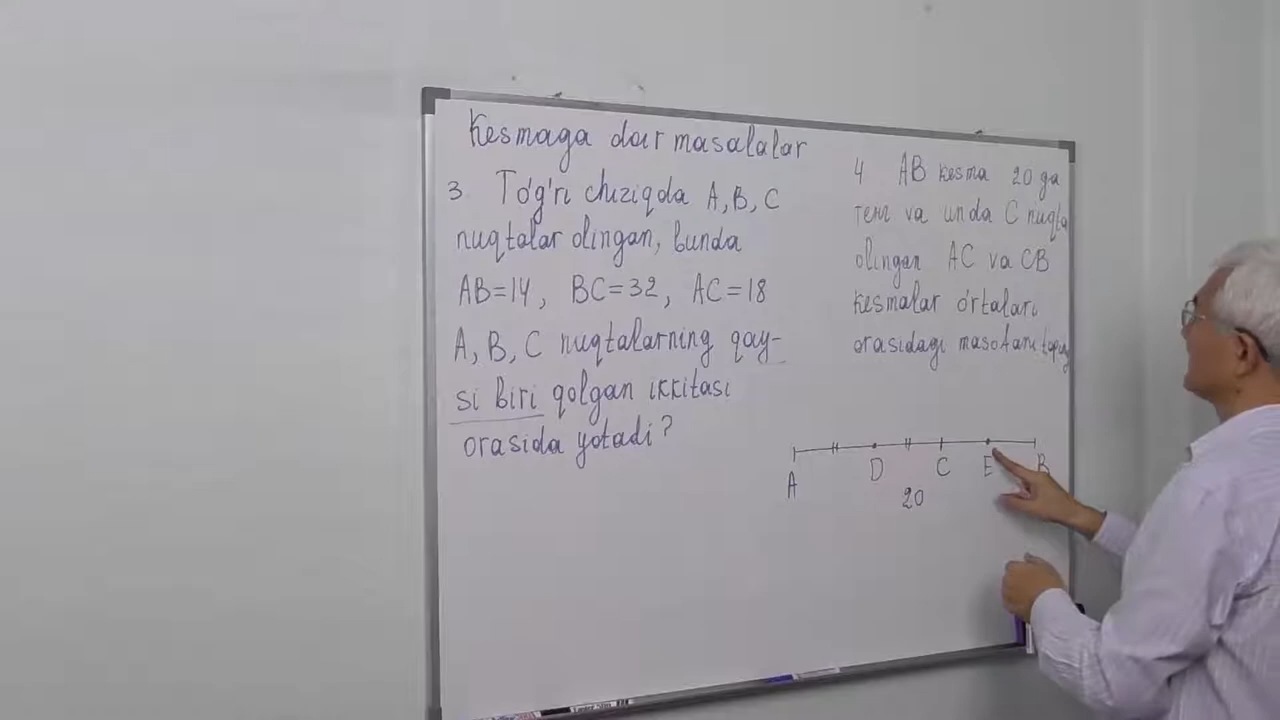 Kesmaga doir masalalar
3 To'g'ri chiziqda A, B, C
nuqtalar olingan, bunda
AB=14, BC=32, AC=18
A, B, C nuqtalarning qay-
si biri qolgan ikkitasi
orasida yotadi?
4 AB kesma 20 ga
тенг va unda C nuqta
olingan AC va CB
kesmalar o'rtalari
orasidagi masofani toping
A D C E B
20